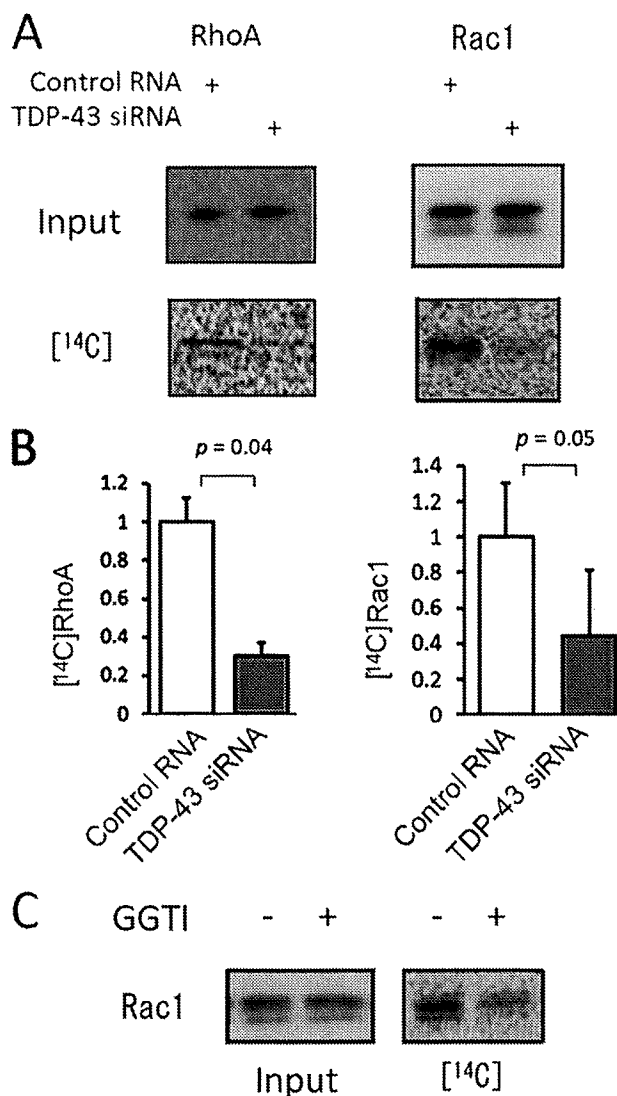 A
RhoA Rac1
Control RNA + +
TDP-43 siRNA + +
Input
[¹⁴C]
B
p = 0.04
1.2
1
0.8
0.6
0.4
0.2
0
[¹⁴C]RhoA
Control RNA
TDP-43 siRNA
p = 0.05
1.4
1.2
1
0.8
0.6
0.4
0.2
0
[¹⁴C]Rac1
Control RNA
TDP-43 siRNA
C
GGTI - + - +
Rac1
Input [¹⁴C]